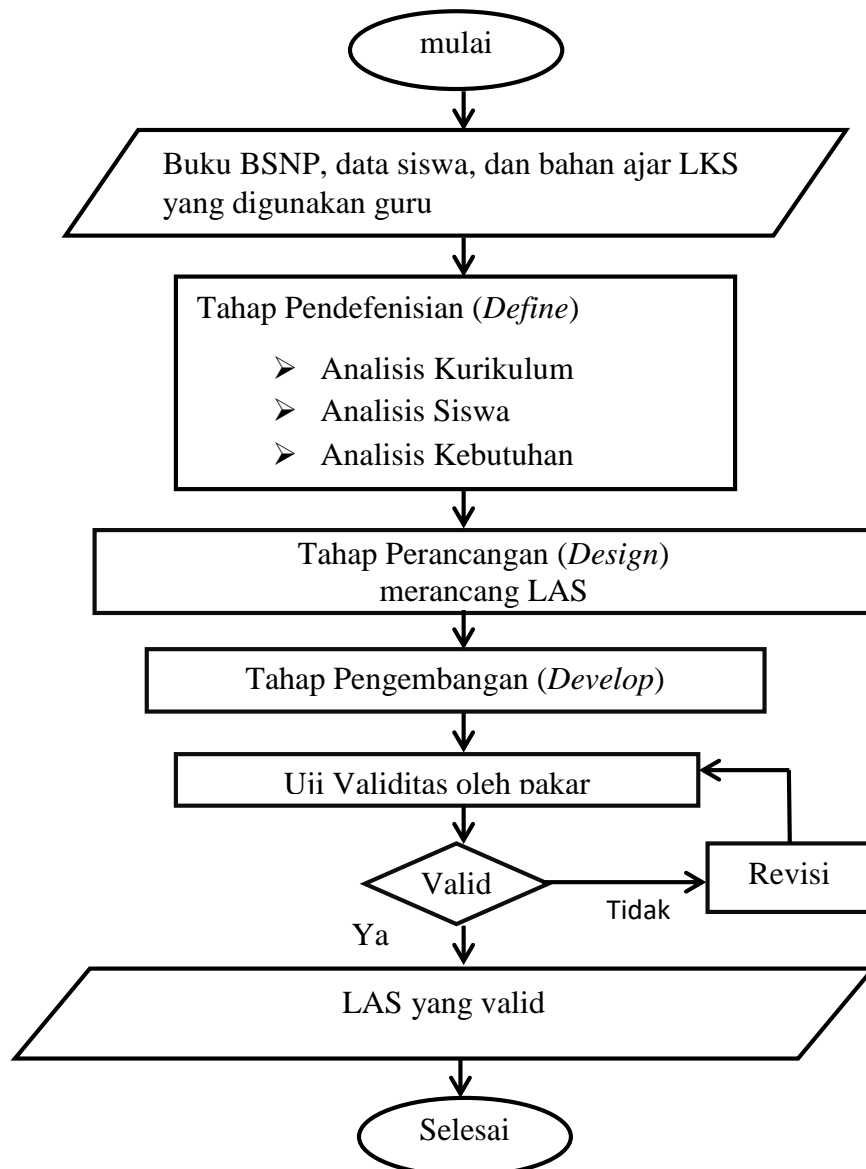 mulai
Buku BSNP, data siswa, dan bahan ajar LKS
yang digunakan guru
Tahap Pendefenisian (Define)
➢ Analisis Kurikulum
➢ Analisis Siswa
➢ Analisis Kebutuhan
Tahap Perancangan (Design)
merancang LAS
Tahap Pengembangan (Develop)
Uji Validitas oleh pakar
Valid
Tidak
Revisi
Ya
LAS yang valid
Selesai